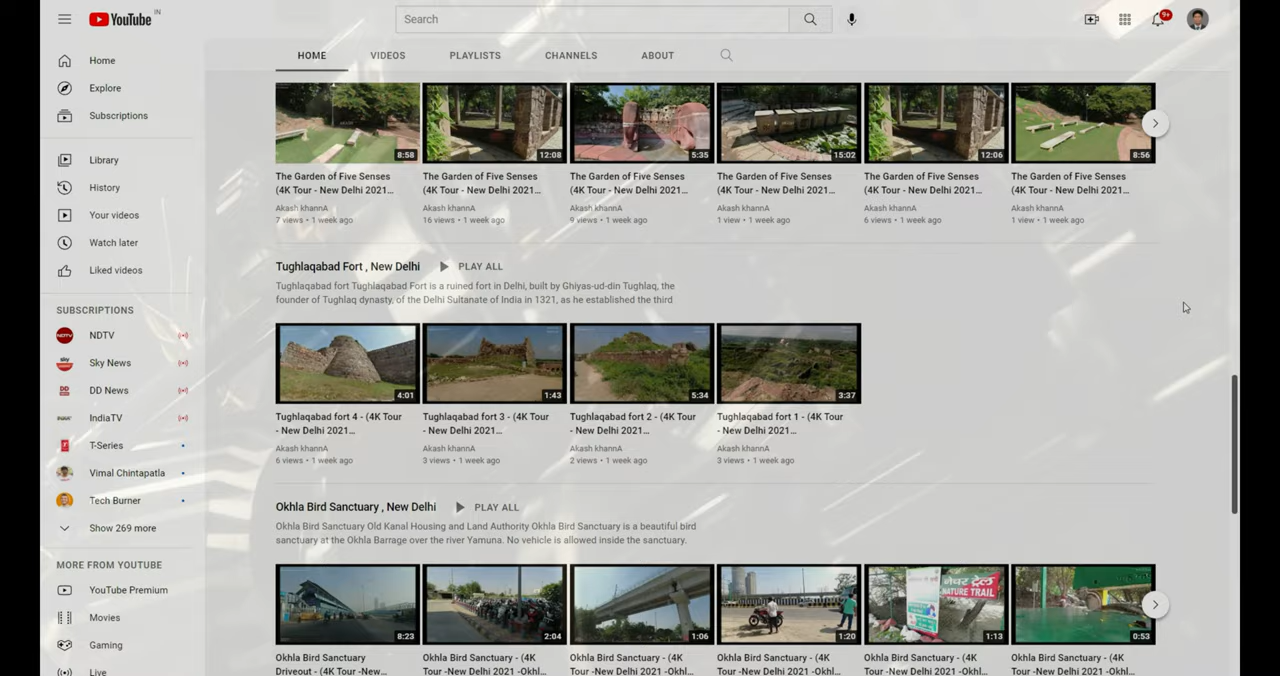 YouTube IN
Search
9+
HOME VIDEOS PLAYLISTS CHANNELS ABOUT
Home
Explore
Subscriptions
Library
History
Your videos
Watch later
Liked videos
SUBSCRIPTIONS
NDTV
Sky News
DD News
IndiaTV
T-Series
Vimal Chintapatla
Tech Burner
Show 269 more
MORE FROM YOUTUBE
YouTube Premium
Movies
Gaming
Live
8:58 12:08 5:35 15:02 12:06 8:56
The Garden of Five Senses
(4K Tour - New Delhi 2021...
Akash khannA
7 views • 1 week ago
The Garden of Five Senses
(4K Tour - New Delhi 2021...
Akash khannA
16 views • 1 week ago
The Garden of Five Senses
(4K Tour - New Delhi 2021...
Akash khannA
9 views • 1 week ago
The Garden of Five Senses
(4K Tour - New Delhi 2021...
Akash khannA
1 view • 1 week ago
The Garden of Five Senses
(4K Tour - New Delhi 2021...
Akash khannA
6 views • 1 week ago
The Garden of Five Senses
(4K Tour - New Delhi 2021...
Akash khannA
1 view • 1 week ago
Tughlaqabad Fort , New Delhi PLAY ALL
Tughlaqabad fort Tughlaqabad Fort is a ruined fort in Delhi, built by Ghiyas-ud-din Tughlaq, the
founder of Tughlaq dynasty, of the Delhi Sultanate of India in 1321, as he established the third
4:01 1:43 5:34 3:37
Tughlaqabad fort 4 - (4K Tour
- New Delhi 2021...
Akash khannA
6 views • 1 week ago
Tughlaqabad fort 3 - (4K Tour
- New Delhi 2021...
Akash khannA
3 views • 1 week ago
Tughlaqabad fort 2 - (4K Tour
- New Delhi 2021...
Akash khannA
2 views • 1 week ago
Tughlaqabad fort 1 - (4K Tour
- New Delhi 2021...
Akash khannA
3 views • 1 week ago
Okhla Bird Sanctuary , New Delhi PLAY ALL
Okhla Bird Sanctuary Old Kanal Housing and Land Authority Okhla Bird Sanctuary is a beautiful bird
sanctuary at the Okhla Barrage over the river Yamuna. No vehicle is allowed inside the sanctuary.
नेचर ट्रेल
NATURE TRAIL
8:23 2:04 1:06 1:20 1:13 0:53
Okhla Bird Sanctuary
Driveout - (4K Tour -New...
Okhla Bird Sanctuary - (4K
Tour -New Delhi 2021 -Okhl...
Okhla Bird Sanctuary - (4K
Tour -New Delhi 2021 -Okhl...
Okhla Bird Sanctuary - (4K
Tour -New Delhi 2021 -Okhl...
Okhla Bird Sanctuary - (4K
Tour -New Delhi 2021 -Okhl...
Okhla Bird Sanctuary - (4K
Tour -New Delhi 2021 -Okhl...